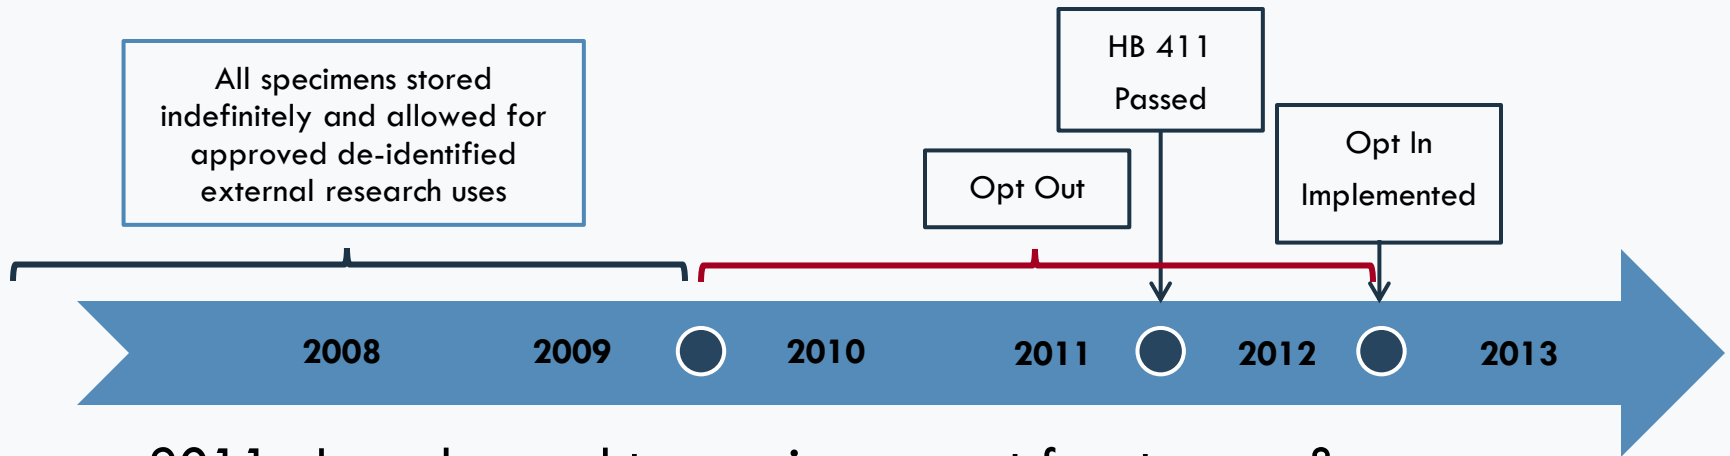 All specimens stored
indefinitely and allowed for
approved de-identified
external research uses
Opt Out
HB 411
Passed
Opt In
Implemented
2008 2009 2010 2011 2012 2013
2011